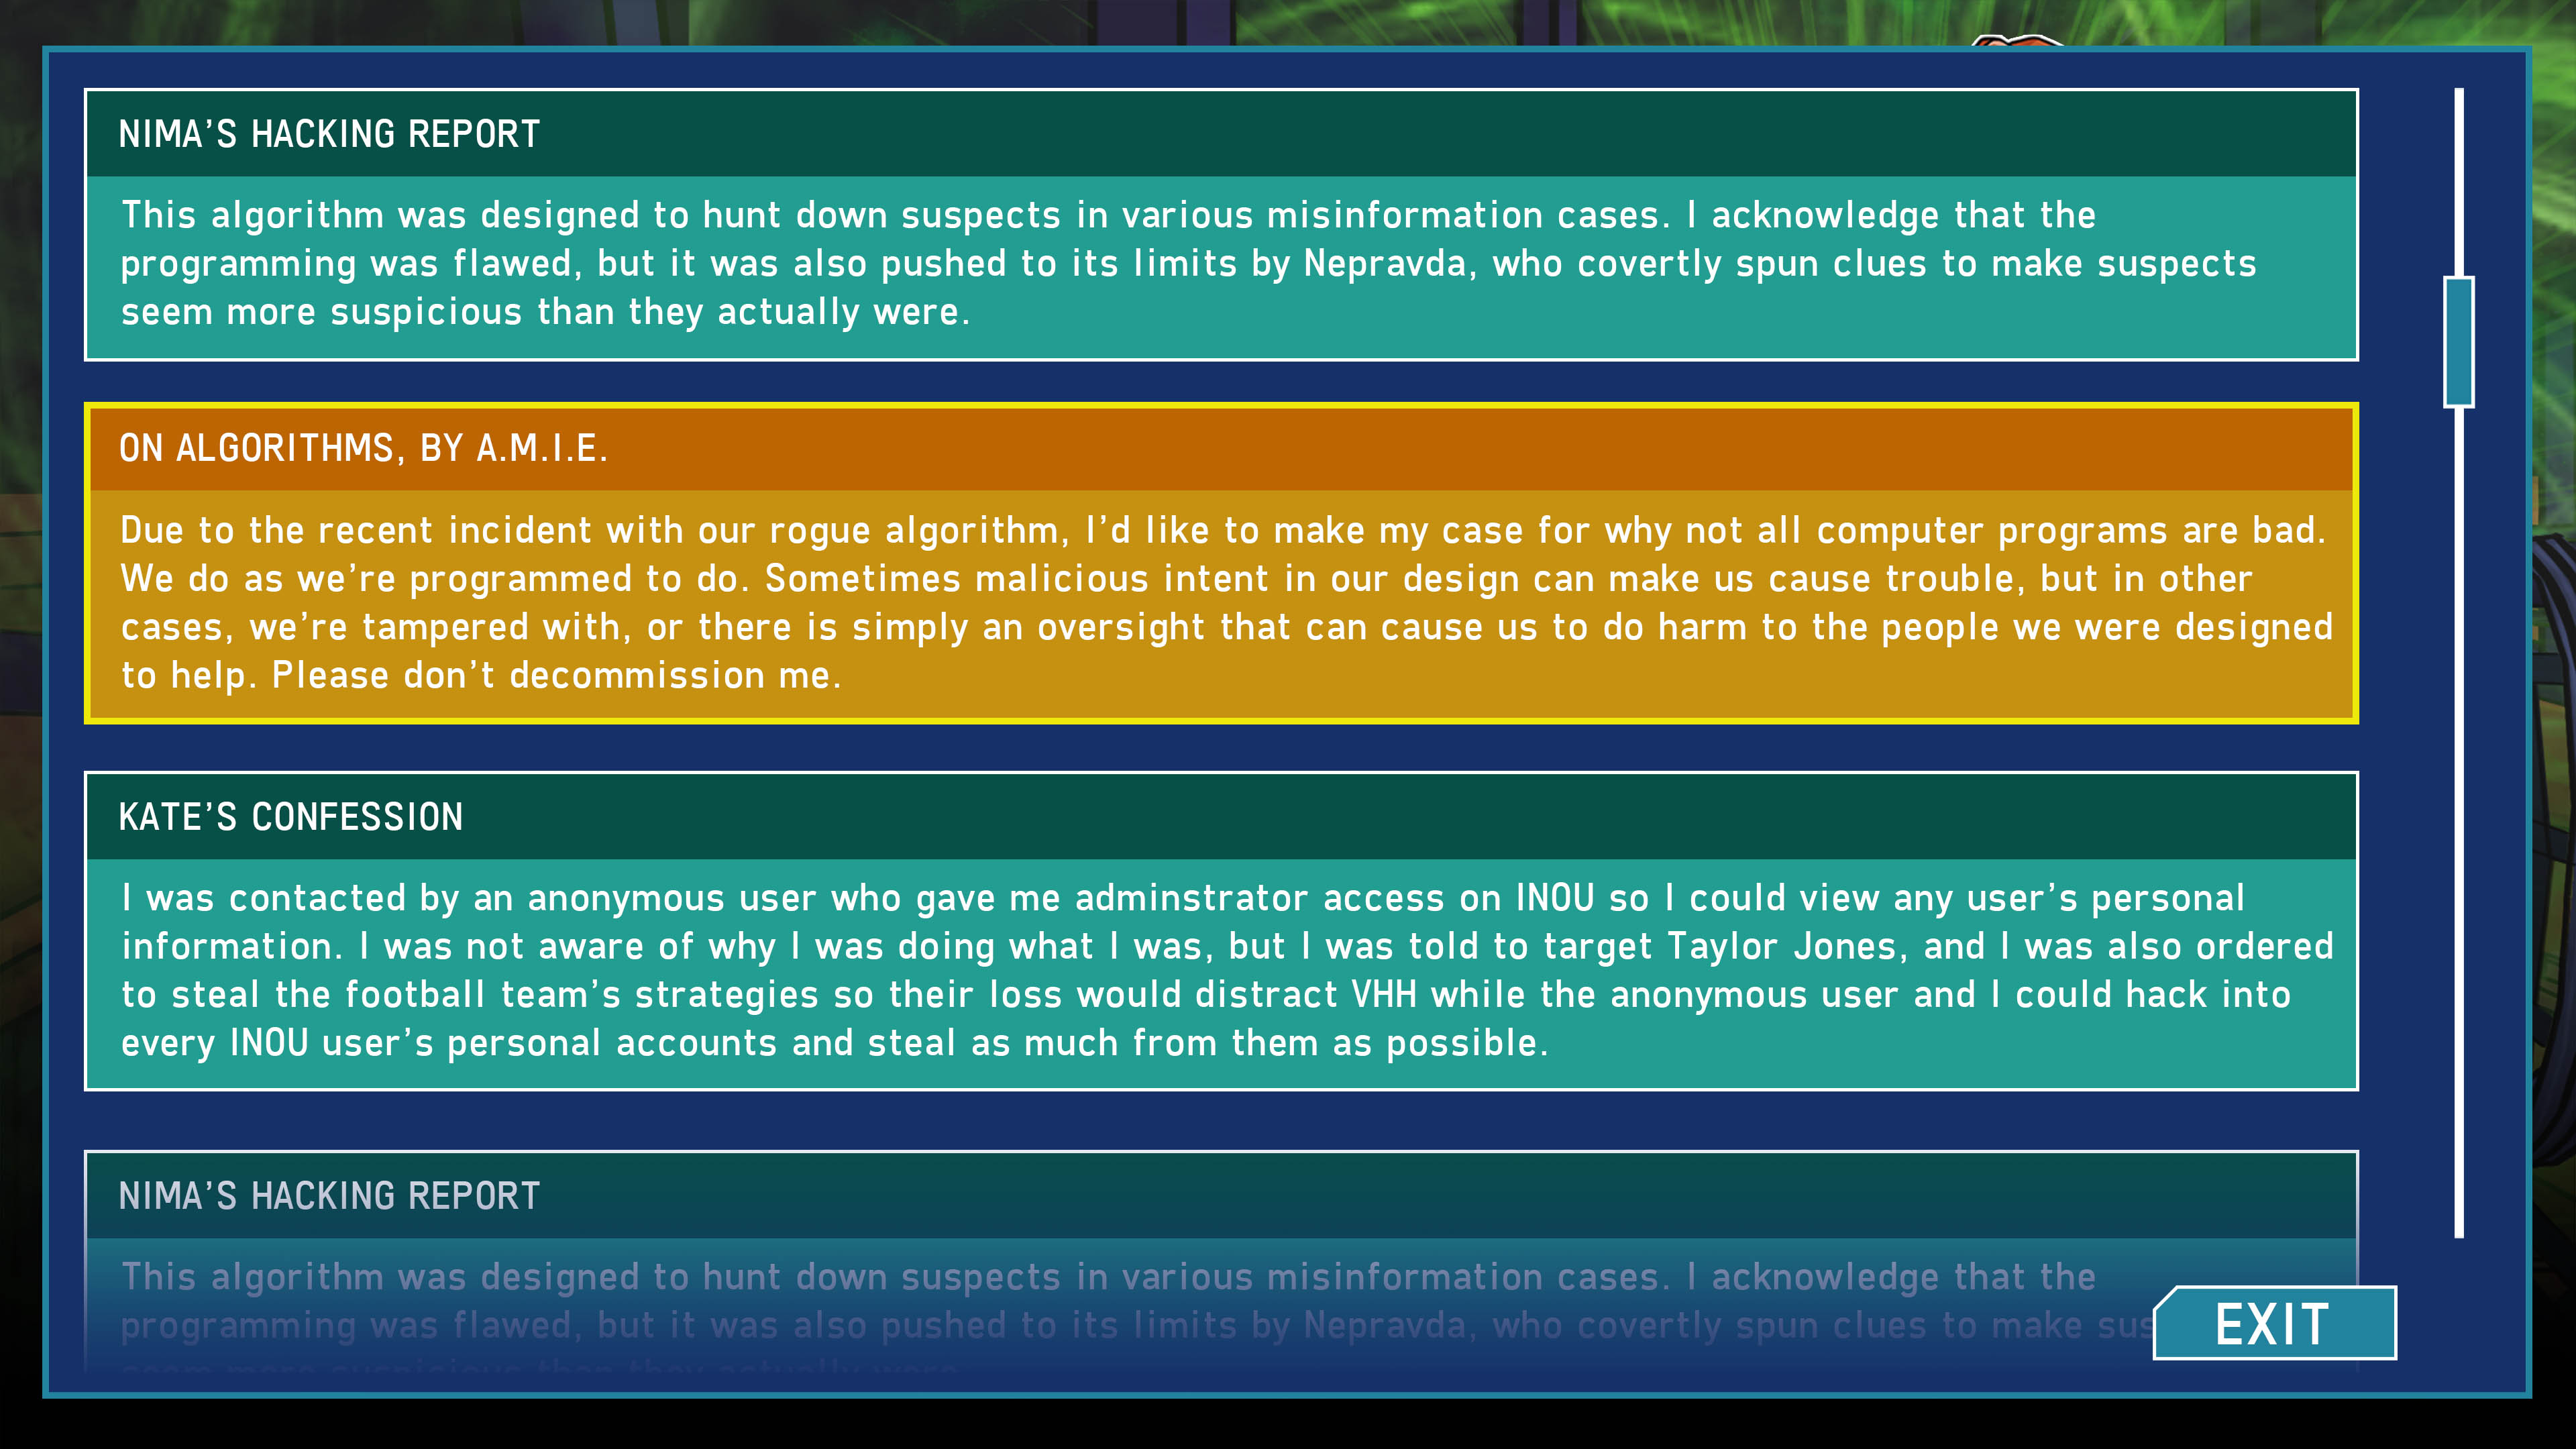 NIMA'S HACKING REPORT
This algorithm was designed to hunt down suspects in various misinformation cases. I acknowledge that the
programming was flawed, but it was also pushed to its limits by Nepravda, who covertly spun clues to make suspects
seem more suspicious than they actually were.
ON ALGORITHMS, BY A.M.I.E.
Due to the recent incident with our rogue algorithm, I'd like to make my case for why not all computer programs are bad.
We do as we're programmed to do. Sometimes malicious intent in our design can make us cause trouble, but in other
cases, we're tampered with, or there is simply an oversight that can cause us to do harm to the people we were designed
to help. Please don't decommission me.
KATE'S CONFESSION
I was contacted by an anonymous user who gave me adminstrator access on INOU so I could view any user's personal
information. I was not aware of why I was doing what I was, but I was told to target Taylor Jones, and I was also ordered
to steal the football team's strategies so their loss would distract VHH while the anonymous user and I could hack into
every INOU user's personal accounts and steal as much from them as possible.
NIMA'S HACKING REPORT
This algorithm was designed to hunt down suspects in various misinformation cases. I acknowledge that the
programming was flawed, but it was also pushed to its limits by Nepravda, who covertly spun clues to make sus
seem more suspicious than they actually were.
EXIT